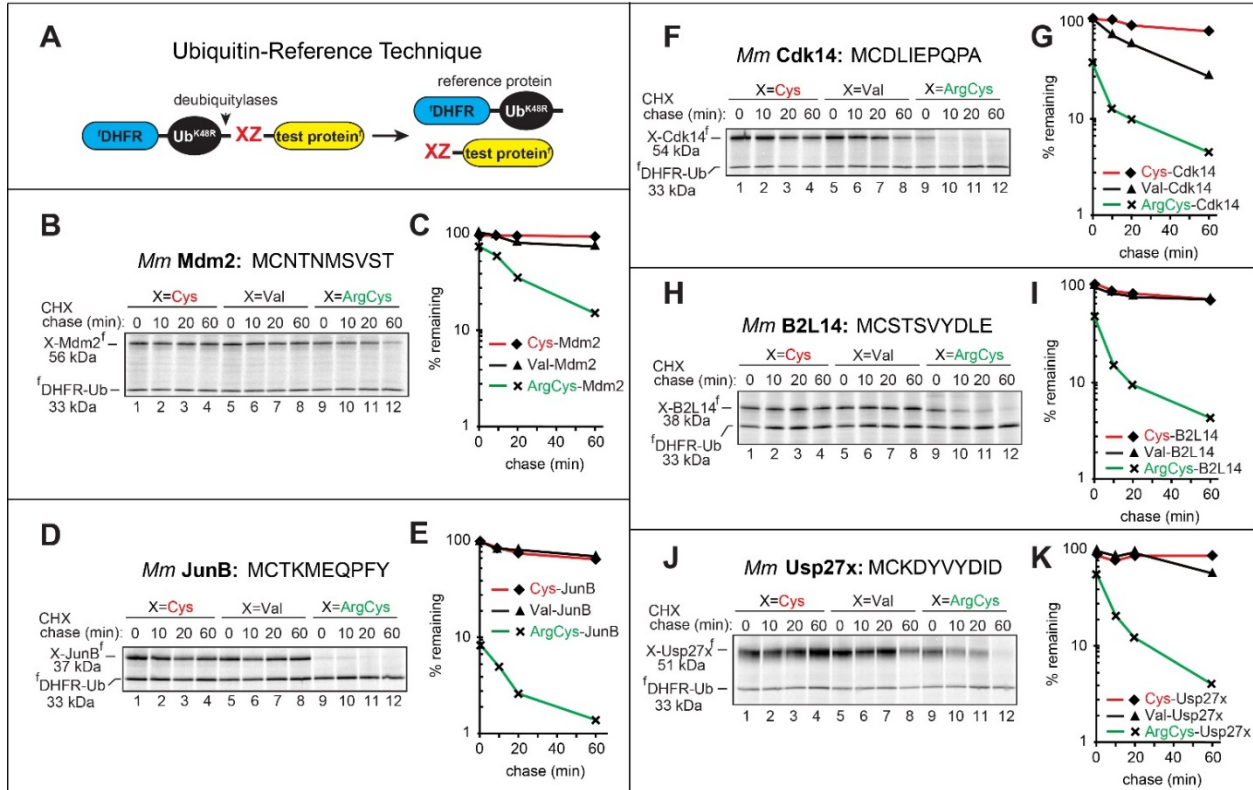 A
Ubiquitin-Reference Technique
deubiquitylases
fDHFR
UbK48R
XZ
test proteinf
reference protein
fDHFR
UbK48R
XZ
test proteinf
B
Mm Mdm2: MCNTNMSVST
X=Cys X=Val X=ArgCys
CHX
chase (min): 0 10 20 60 0 10 20 60 0 10 20 60
X-Mdm2f
56 kDa
fDHFR-Ub
33 kDa
1 2 3 4 5 6 7 8 9 10 11 12
C
% remaining
100
10
1
Cys-Mdm2
Val-Mdm2
ArgCys-Mdm2
0 20 40 60
chase (min)
D
Mm JunB: MCTKMEQPFY
X=Cys X=Val X=ArgCys
CHX
chase (min): 0 10 20 60 0 10 20 60 0 10 20 60
X-JunBf
37 kDa
fDHFR-Ub
33 kDa
1 2 3 4 5 6 7 8 9 10 11 12
E
% remaining
100
10
1
Cys-JunB
Val-JunB
ArgCys-JunB
0 20 40 60
chase (min)
F
Mm Cdk14: MCDLIEPQPA
X=Cys X=Val X=ArgCys
CHX
chase (min): 0 10 20 60 0 10 20 60 0 10 20 60
X-Cdk14f
54 kDa
fDHFR-Ub
33 kDa
1 2 3 4 5 6 7 8 9 10 11 12
G
% remaining
100
10
1
Cys-Cdk14
Val-Cdk14
ArgCys-Cdk14
0 20 40 60
chase (min)
H
Mm B2L14: MCSTSVYDLE
X=Cys X=Val X=ArgCys
CHX
chase (min): 0 10 20 60 0 10 20 60 0 10 20 60
X-B2L14f
38 kDa
fDHFR-Ub
33 kDa
1 2 3 4 5 6 7 8 9 10 11 12
I
% remaining
100
10
1
Cys-B2L14
Val-B2L14
ArgCys-B2L14
0 20 40 60
chase (min)
J
Mm Usp27x: MCKDYVYDID
X=Cys X=Val X=ArgCys
CHX
chase (min): 0 10 20 60 0 10 20 60 0 10 20 60
X-Usp27xf
51 kDa
fDHFR-Ub
33 kDa
1 2 3 4 5 6 7 8 9 10 11 12
K
% remaining
100
10
1
Cys-Usp27x
Val-Usp27x
ArgCys-Usp27x
0 20 40 60
chase (min)